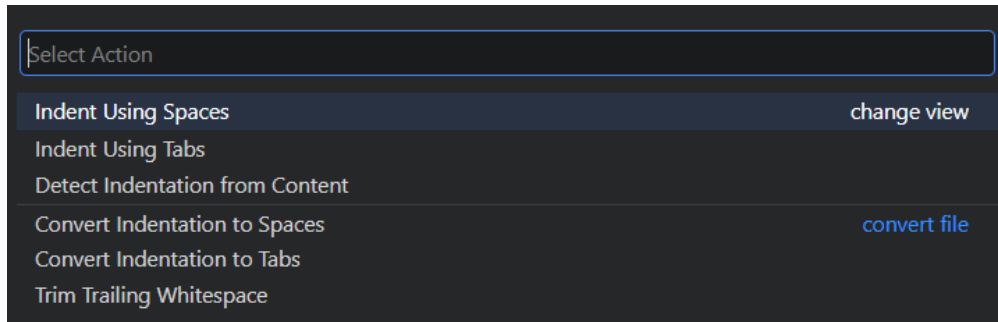 Select Action
Indent Using Spaces change view
Indent Using Tabs
Detect Indentation from Content
Convert Indentation to Spaces convert file
Convert Indentation to Tabs
Trim Trailing Whitespace